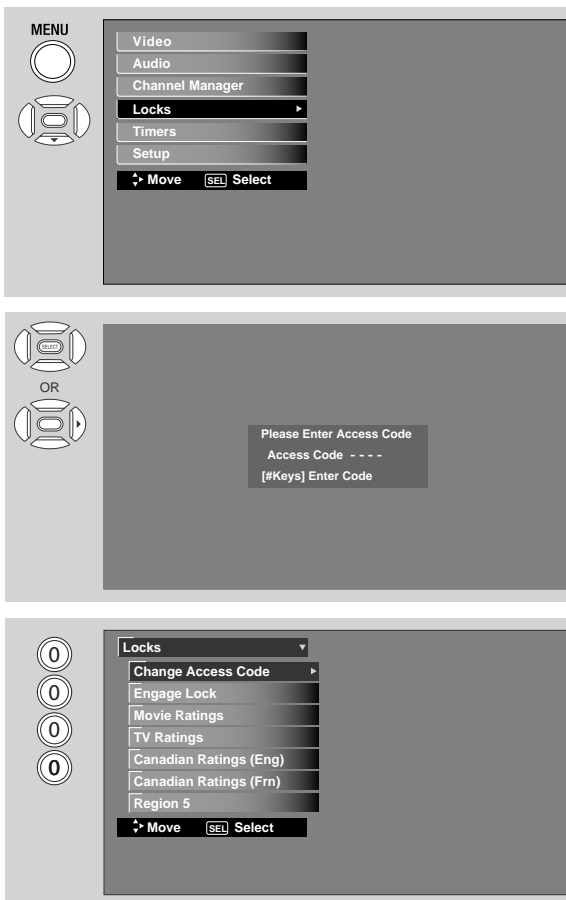 MENU
Video
Audio
Channel Manager
Locks
Timers
Setup
Move SEL Select
SELECT
OR
Please Enter Access Code
Access Code - - - -
[#Keys] Enter Code
0
0
0
0
Locks
Change Access Code
Engage Lock
Movie Ratings
TV Ratings
Canadian Ratings (Eng)
Canadian Ratings (Frn)
Region 5
Move SEL Select